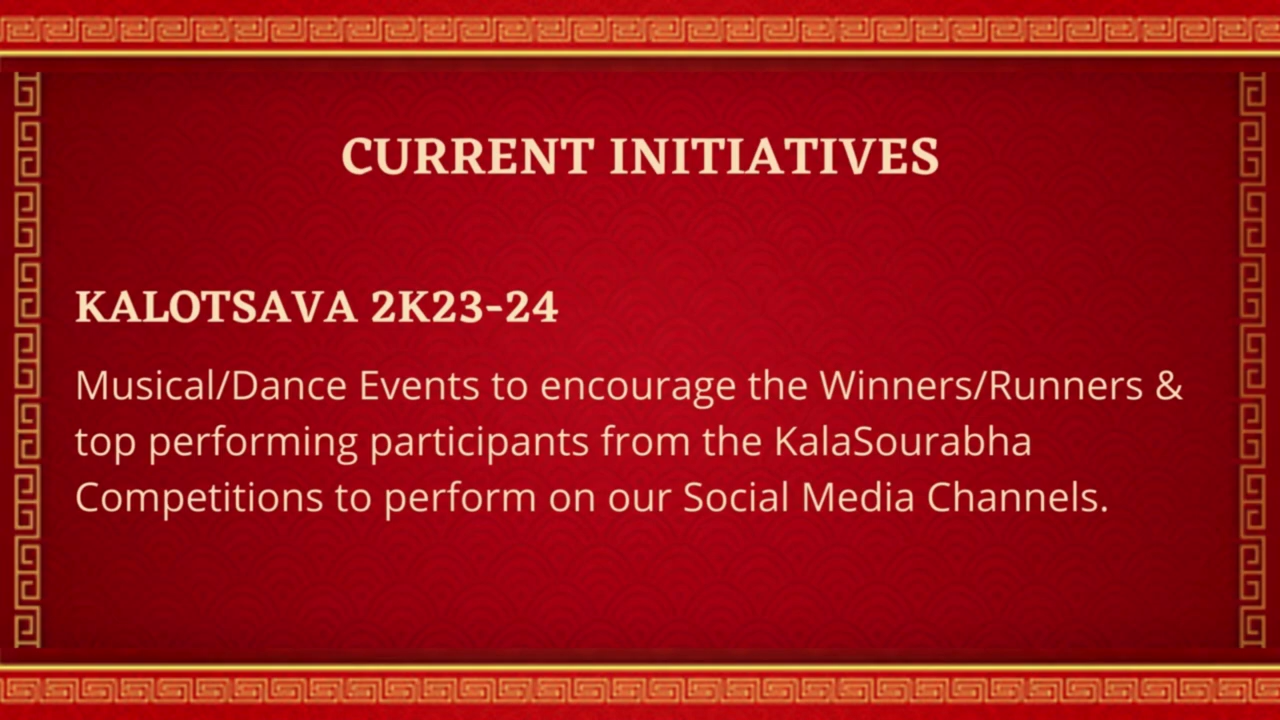 CURRENT INITIATIVES
KALOTSAVA 2K23-24
Musical/Dance Events to encourage the Winners/Runners &
top performing participants from the KalaSourabha
Competitions to perform on our Social Media Channels.